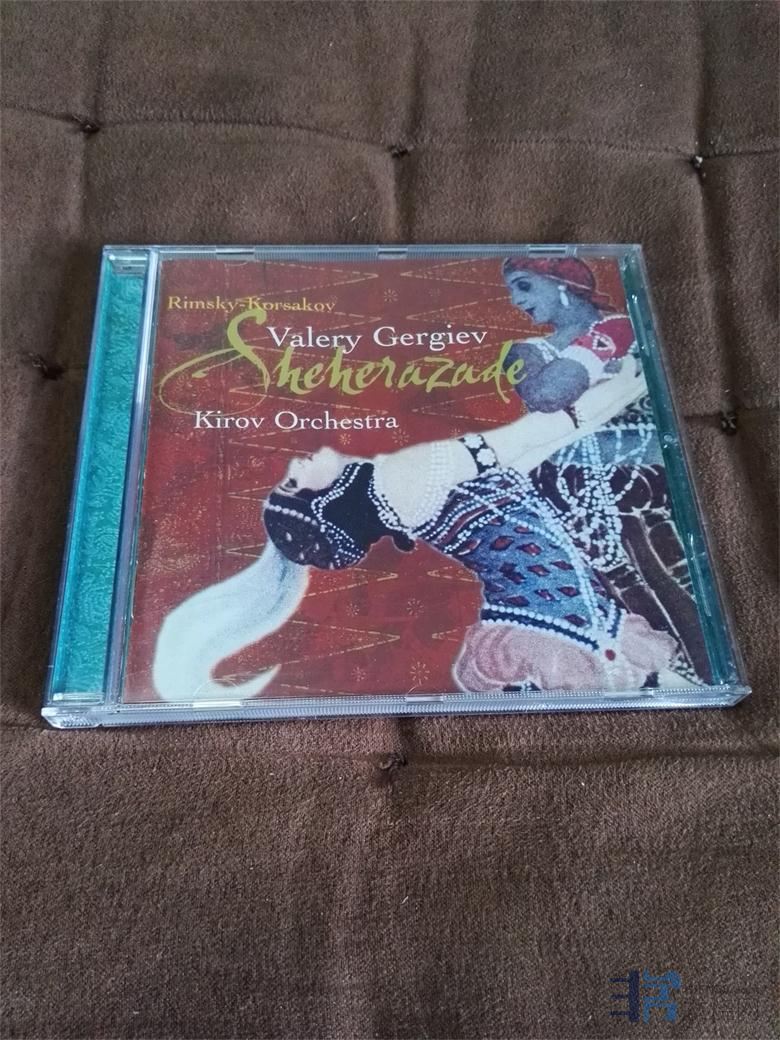 Rimsky-Korsakov
Valery Gergiev
Sheherazade
Kirov Orchestra